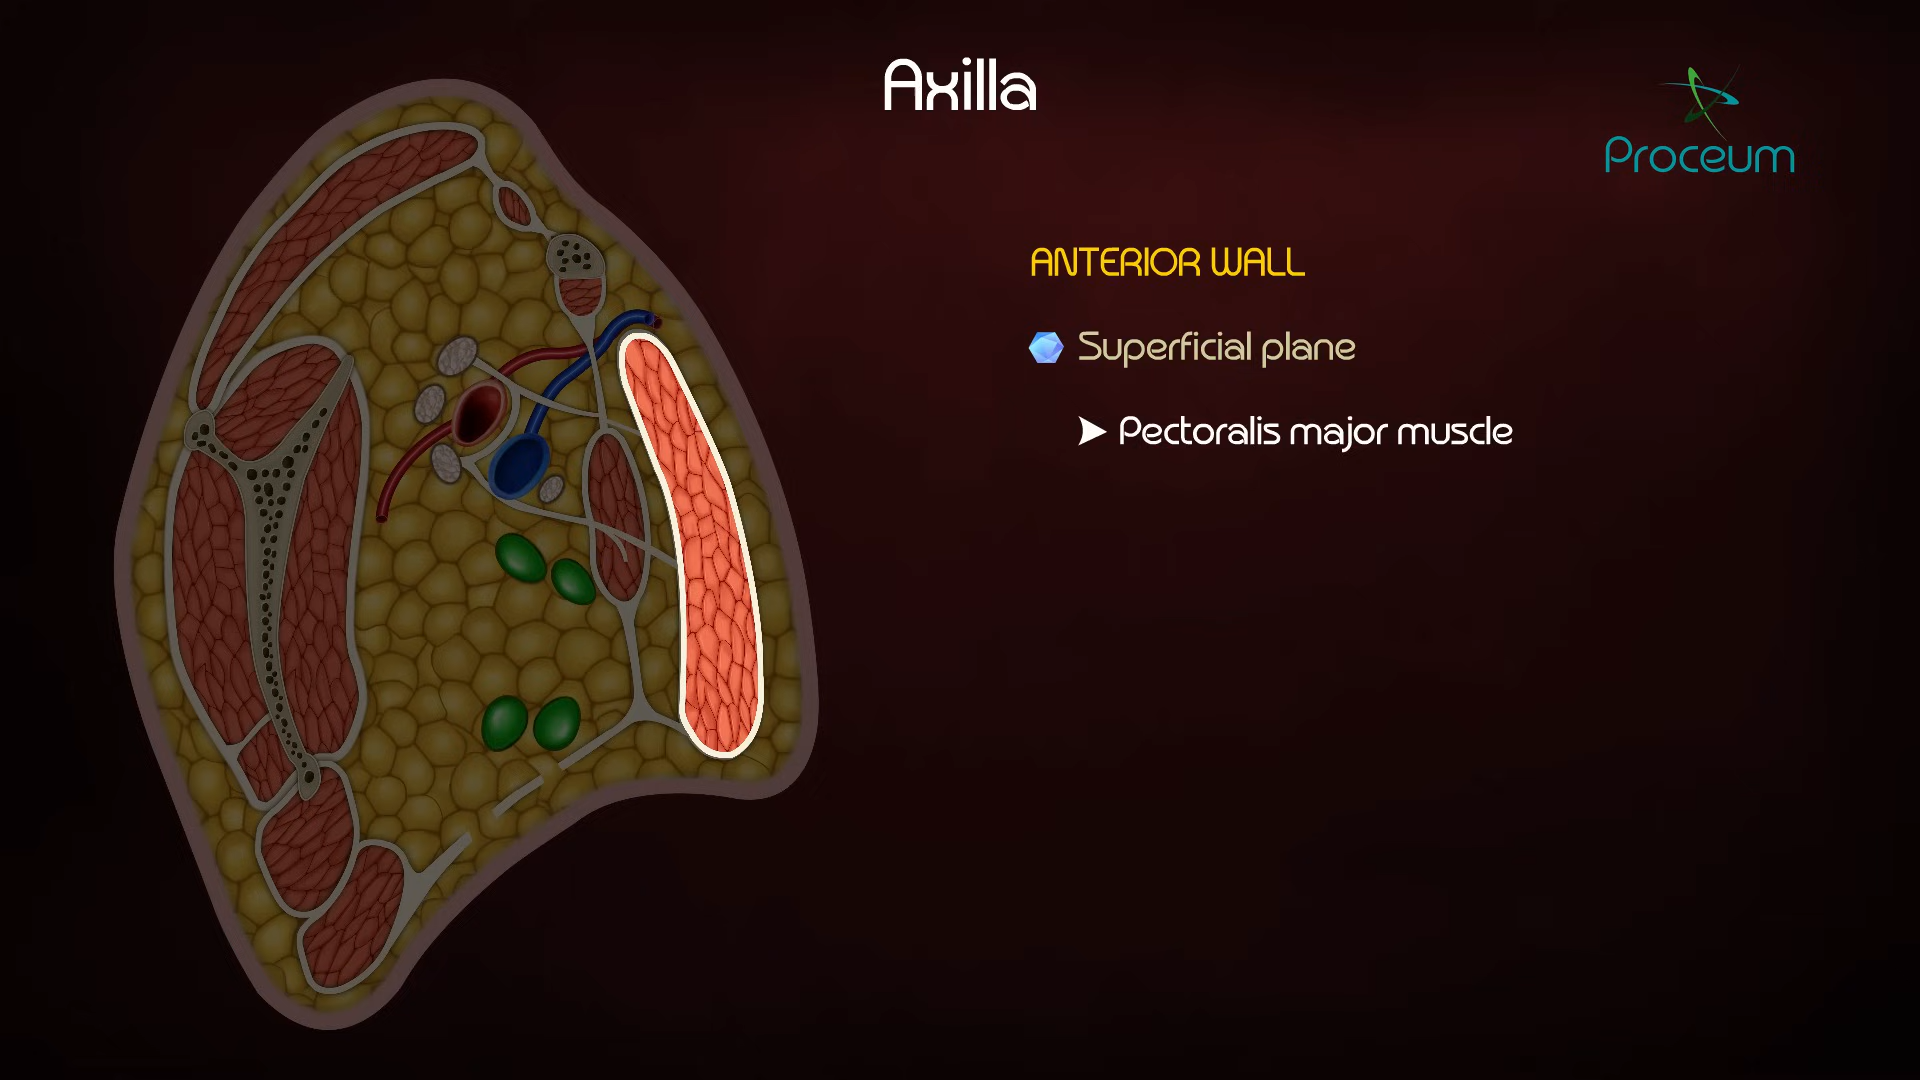 Axilla
Proceum
ANTERIOR WALL
Superficial plane
Pectoralis major muscle